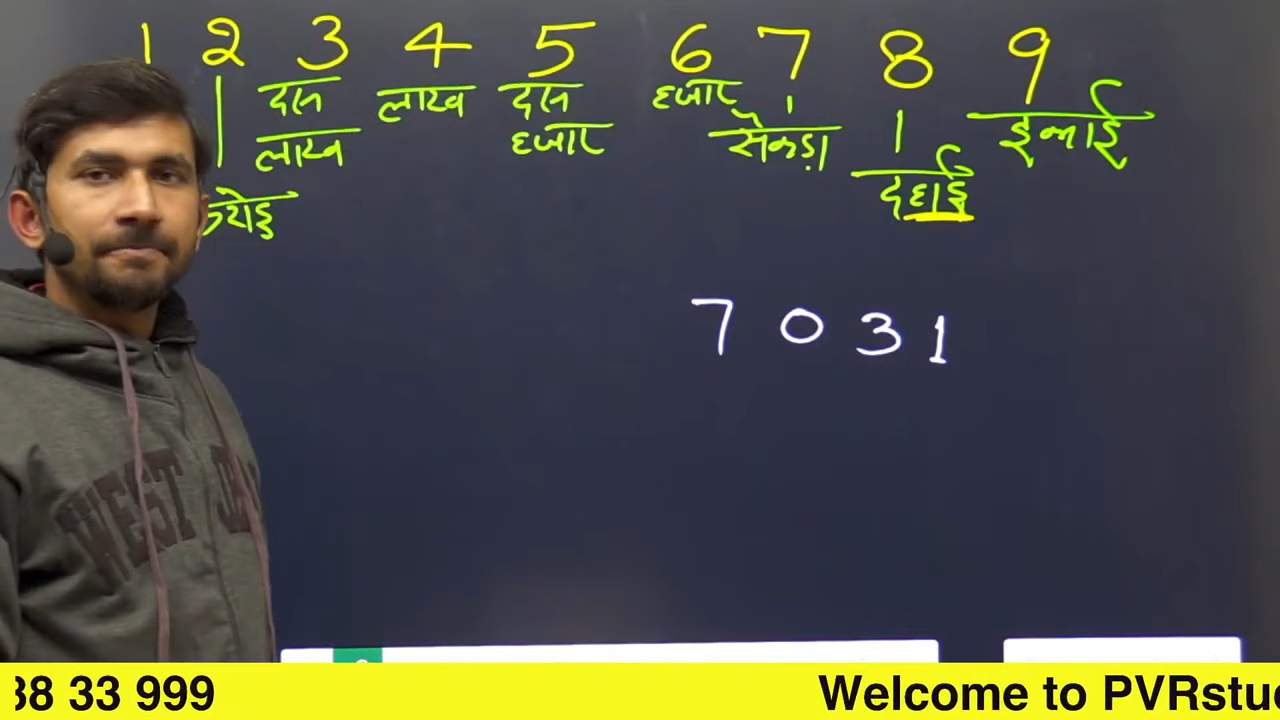 1 2 3 4 5 6 7 8 9
दस लाख दस हजार
लाख हजार सैकड़ा इकाई
दहाई
करोड़
7 0 3 1
WEST
38 33 999 Welcome to PVRstu